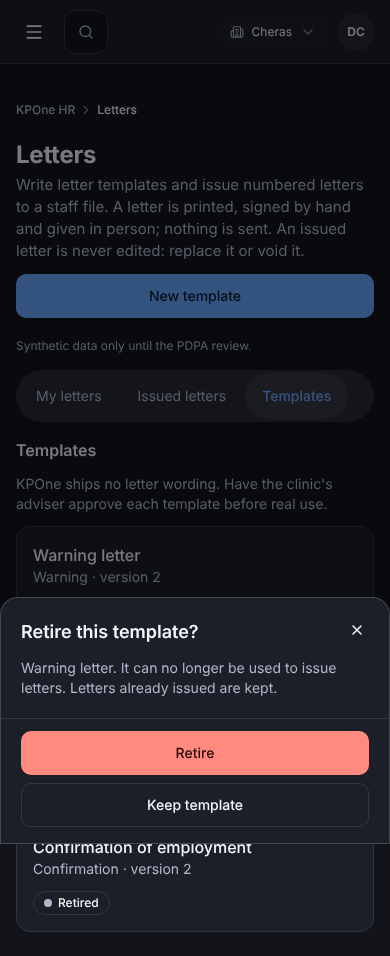 Cheras
DC
KPOne HR > Letters
Letters
Write letter templates and issue numbered letters
to a staff file. A letter is printed, signed by hand
and given in person; nothing is sent. An issued
letter is never edited: replace it or void it.
New template
Synthetic data only until the PDPA review.
My letters
Issued letters
Templates
Templates
KPOne ships no letter wording. Have the clinic's
adviser approve each template before real use.
Warning letter
Warning · version 2
Retire this template?
Warning letter. It can no longer be used to issue
letters. Letters already issued are kept.
Retire
Keep template
Confirmation of employment
Confirmation · version 2
Retired